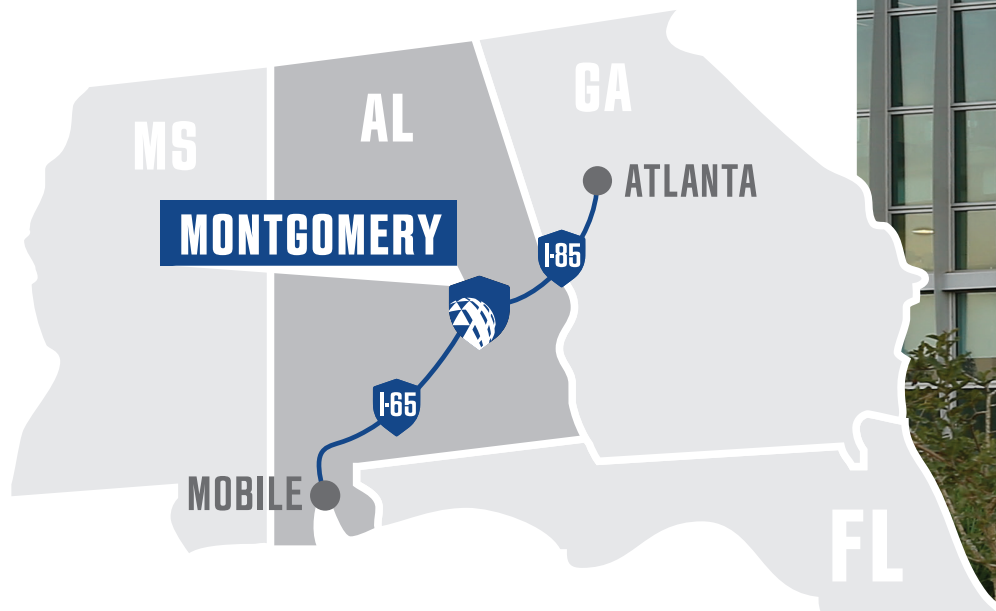 MS
AL
GA
ATLANTA
MONTGOMERY
I-85
I-65
MOBILE
FL